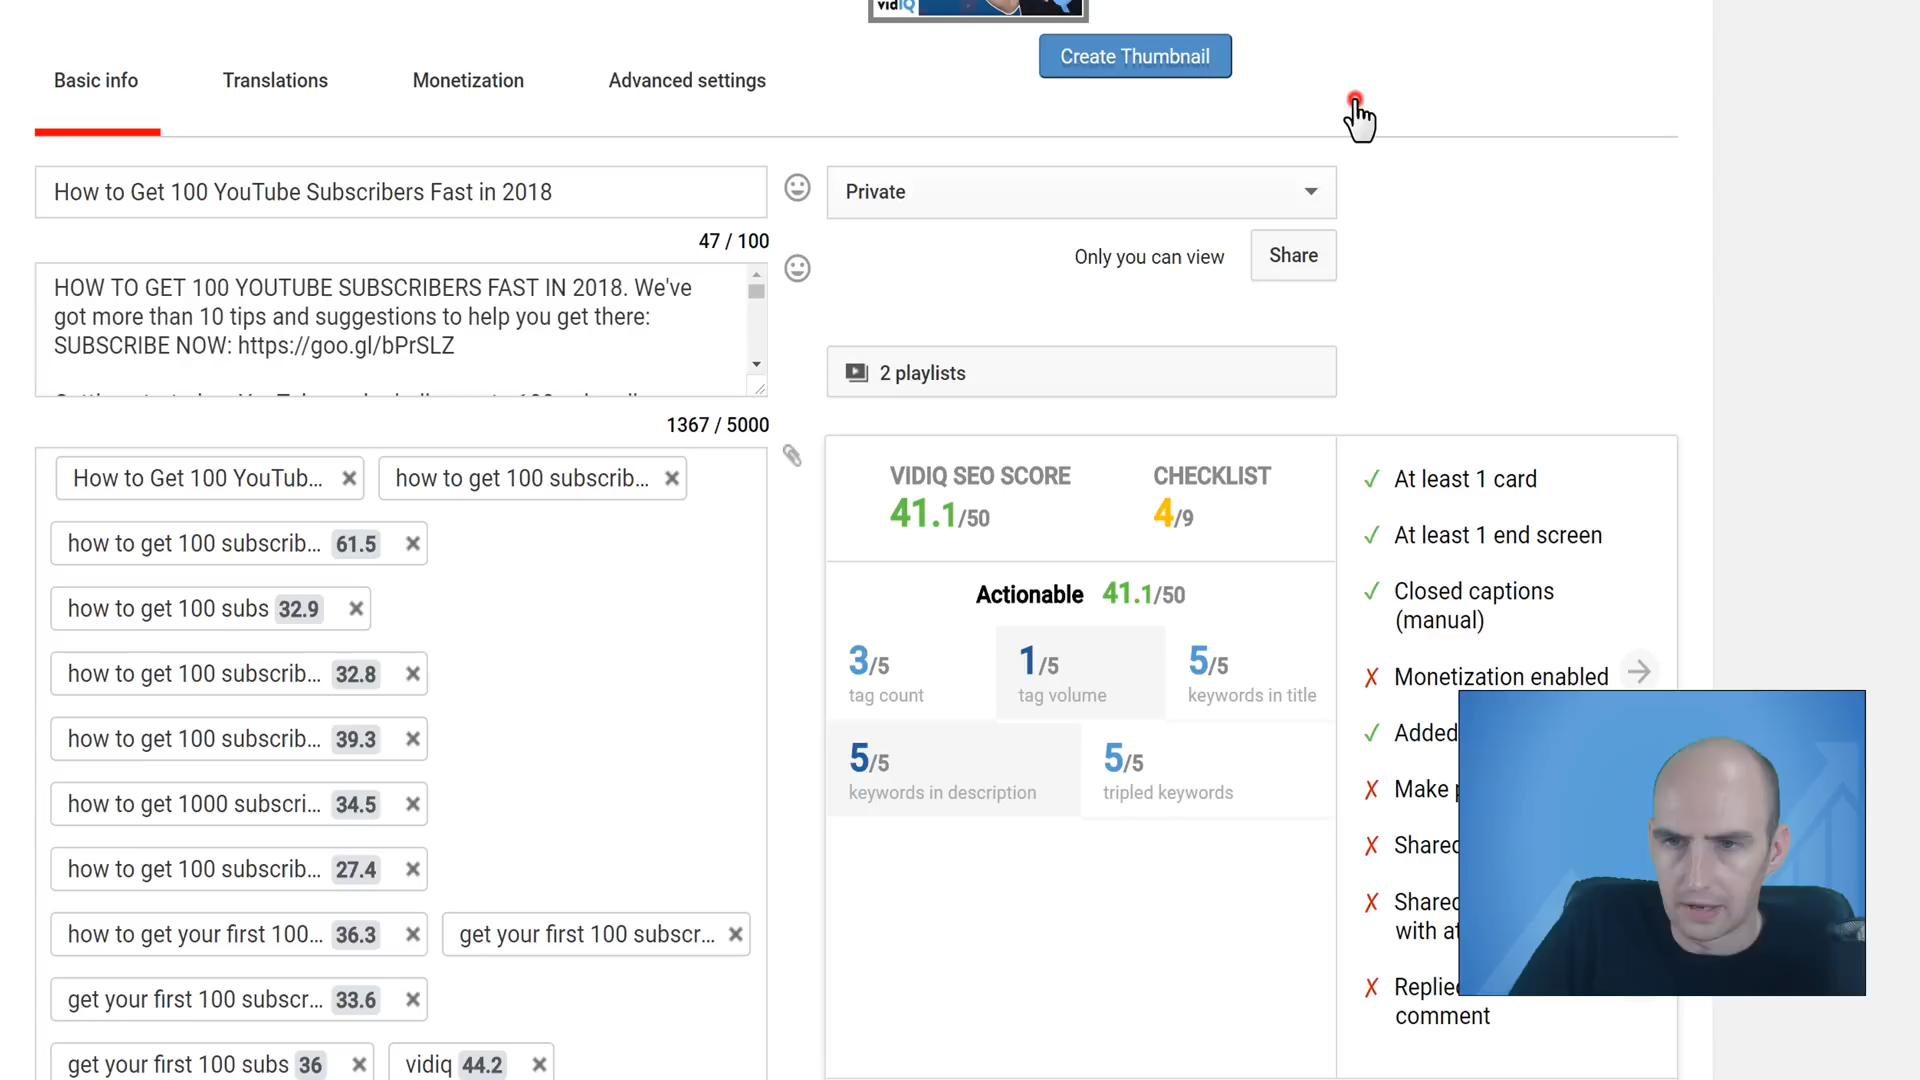 vidIQ
Create Thumbnail
Basic info Translations Monetization Advanced settings
How to Get 100 YouTube Subscribers Fast in 2018
Private
47 / 100
Only you can view Share
HOW TO GET 100 YOUTUBE SUBSCRIBERS FAST IN 2018. We've
got more than 10 tips and suggestions to help you get there:
SUBSCRIBE NOW: https://goo.gl/bPrSLZ
2 playlists
1367 / 5000
How to Get 100 YouTub... × how to get 100 subscrib... ×
how to get 100 subscrib... 61.5 ×
how to get 100 subs 32.9 ×
how to get 100 subscrib... 32.8 ×
how to get 100 subscrib... 39.3 ×
how to get 1000 subscri... 34.5 ×
how to get 100 subscrib... 27.4 ×
how to get your first 100... 36.3 × get your first 100 subscr... ×
get your first 100 subscr... 33.6 ×
get your first 100 subs 36 × vidiq 44.2 ×
VIDIQ SEO SCORE
41.1/50
CHECKLIST
4/9
Actionable 41.1/50
3/5
tag count
1/5
tag volume
5/5
keywords in title
5/5
keywords in description
5/5
tripled keywords
✓ At least 1 card
✓ At least 1 end screen
✓ Closed captions
(manual)
✗ Monetization enabled
✓ Added
✗ Make
✗ Shared
✗ Shared
with
✗ Replied
comment